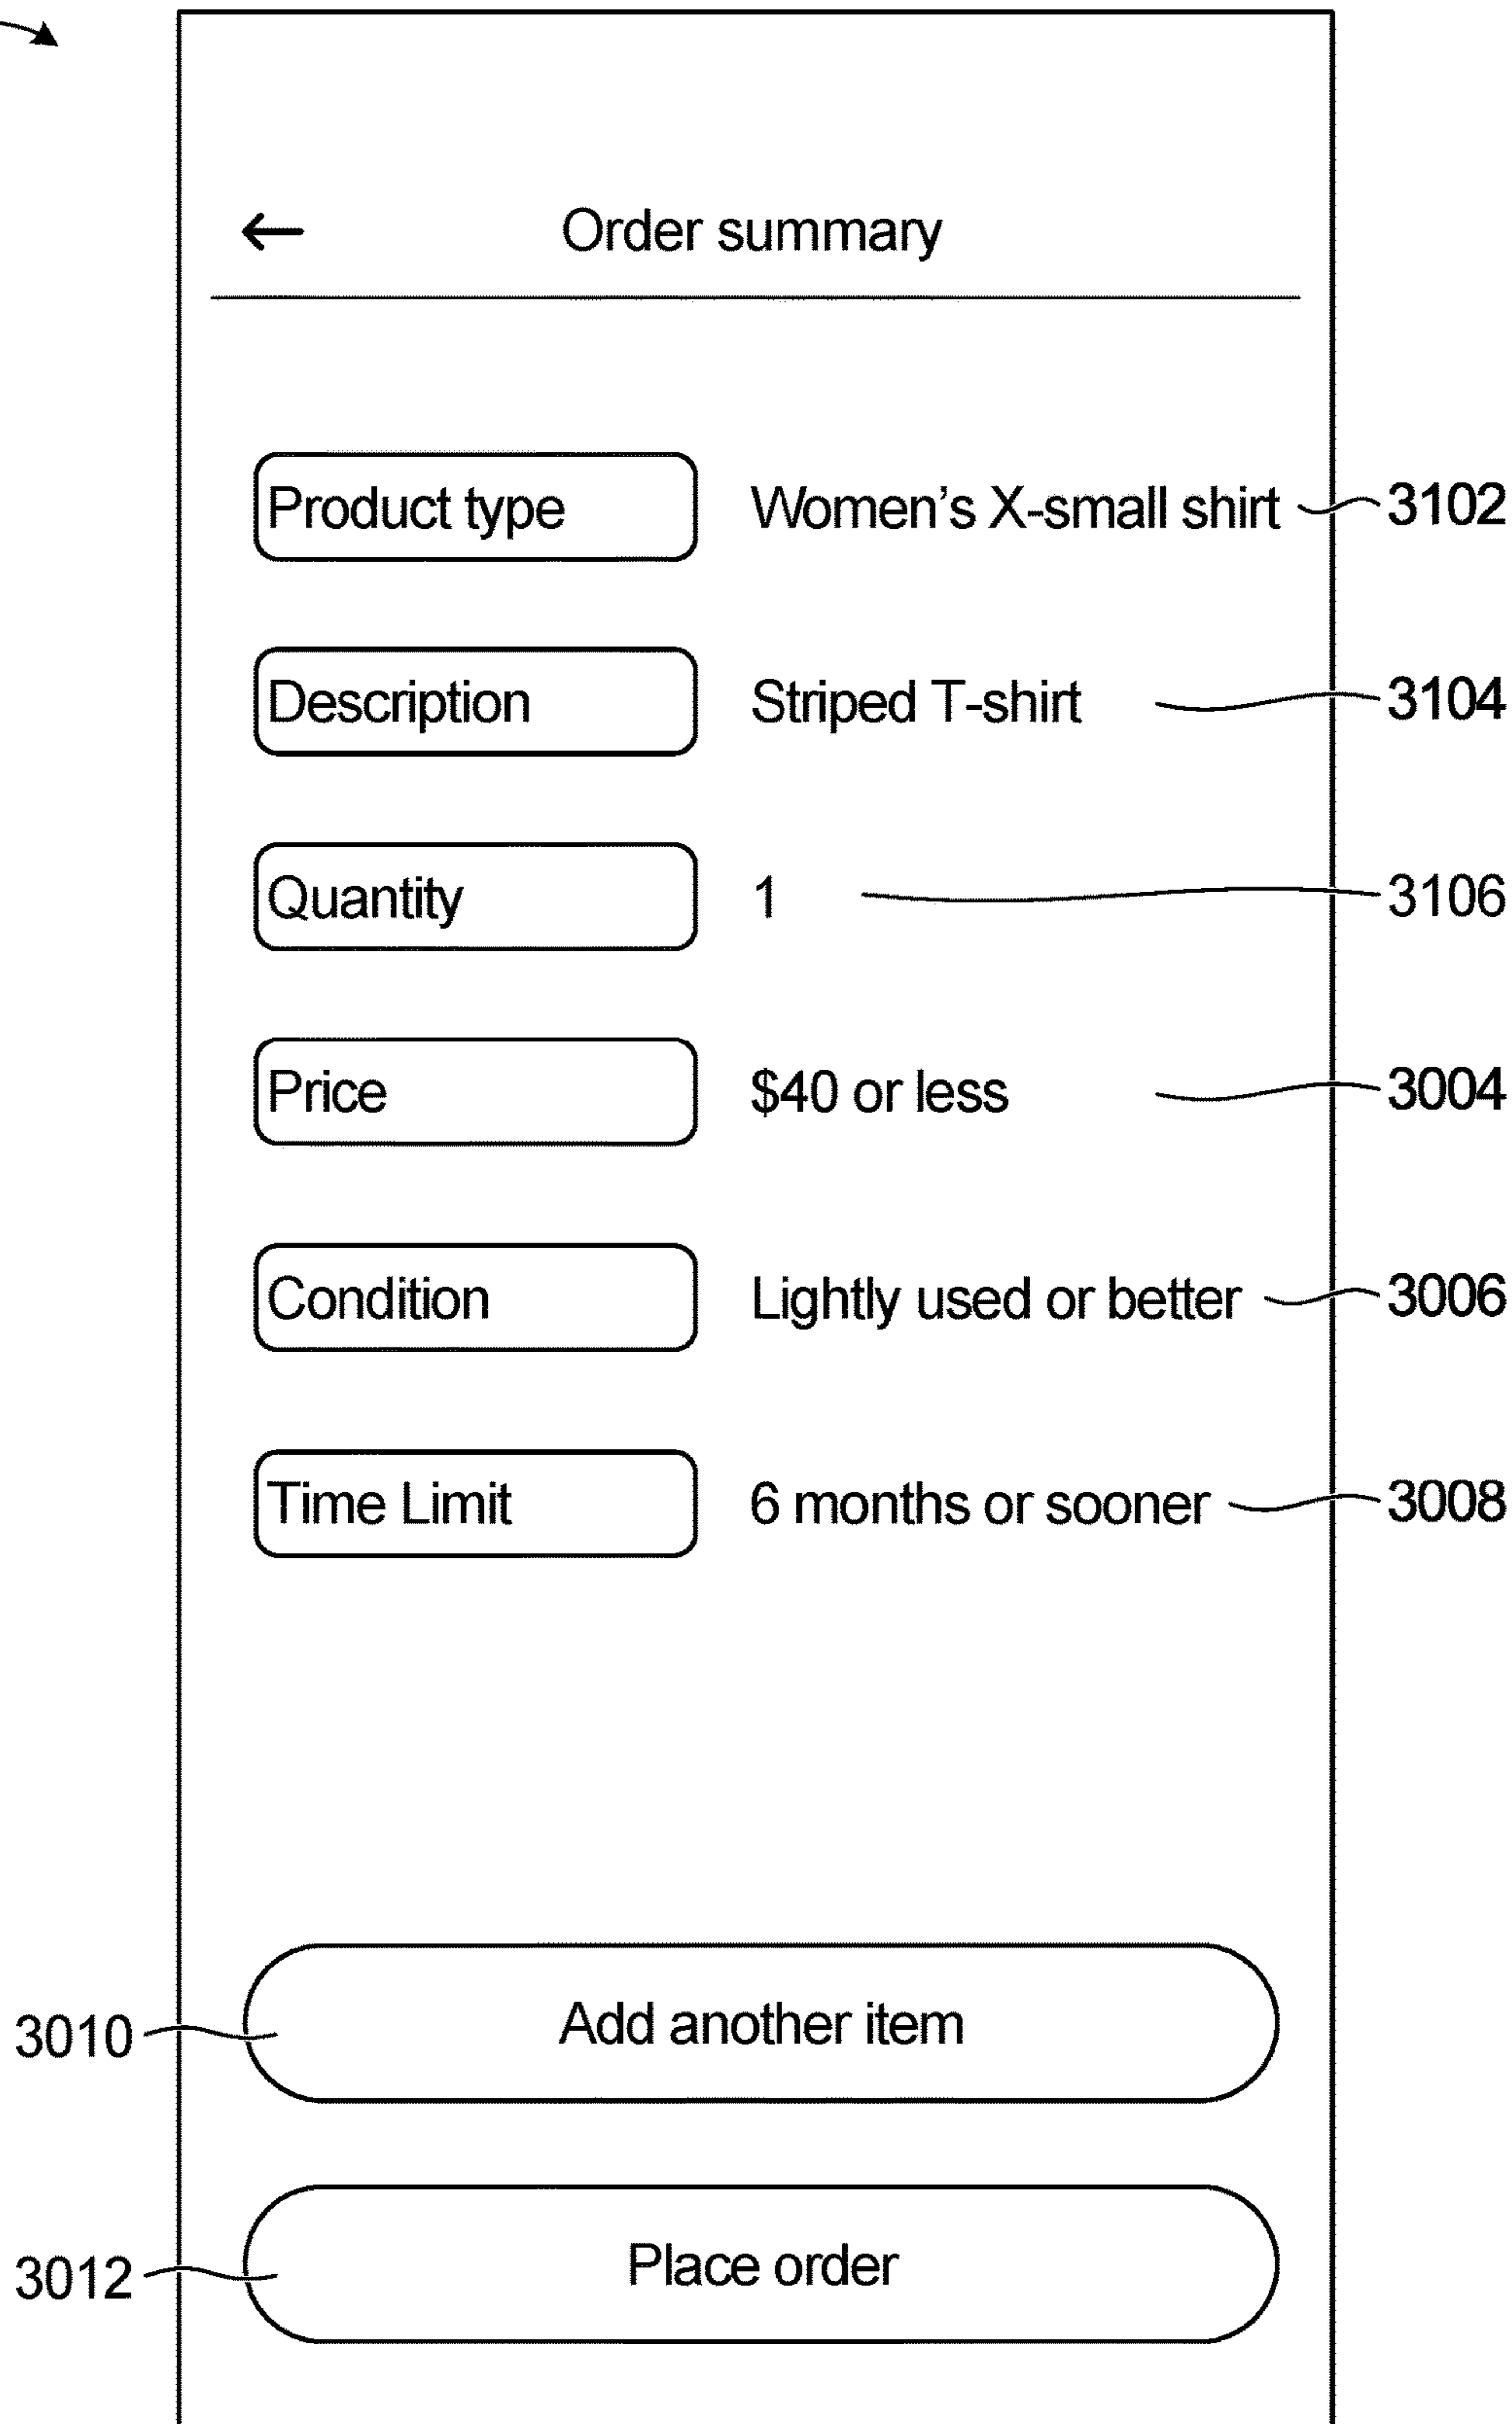 ← Order summary
Product type Women's X-small shirt 3102
Description Striped T-shirt 3104
Quantity 1 3106
Price $40 or less 3004
Condition Lightly used or better 3006
Time Limit 6 months or sooner 3008
3010 Add another item
3012 Place order